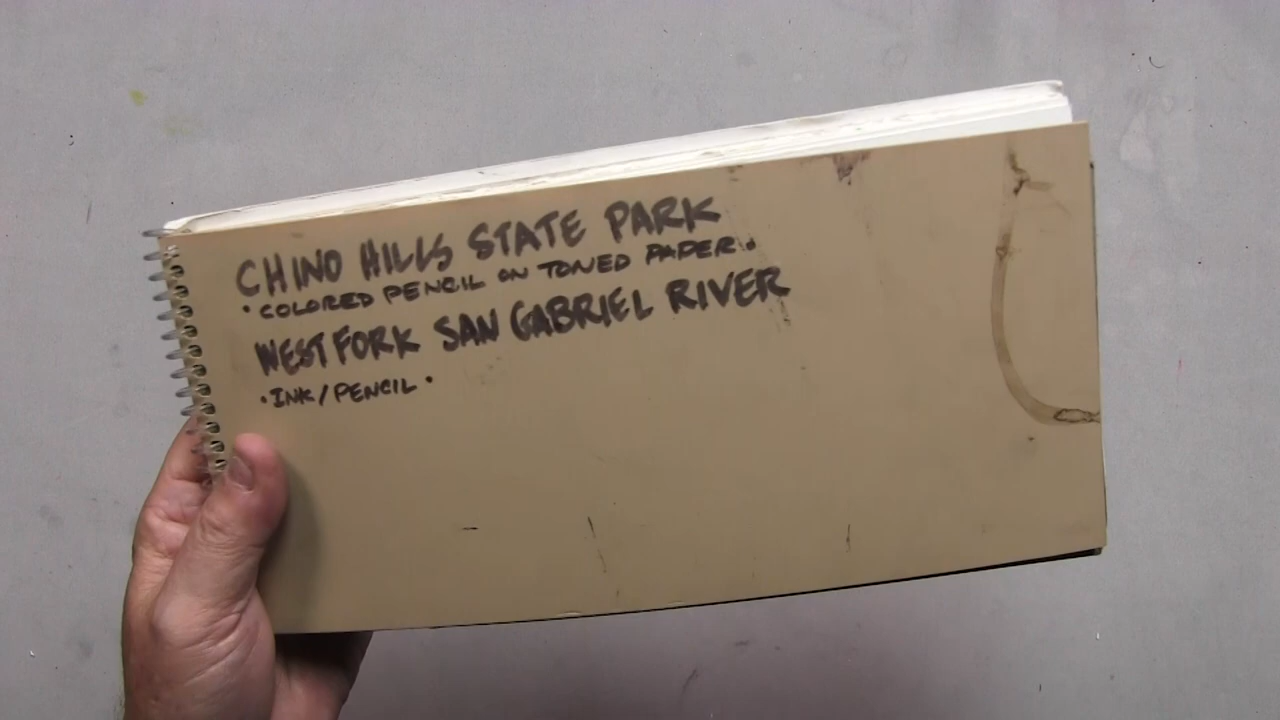 CHINO HILLS STATE PARK
• COLORED PENCIL ON TONED PAPER •
WEST FORK SAN GABRIEL RIVER
• INK/PENCIL •